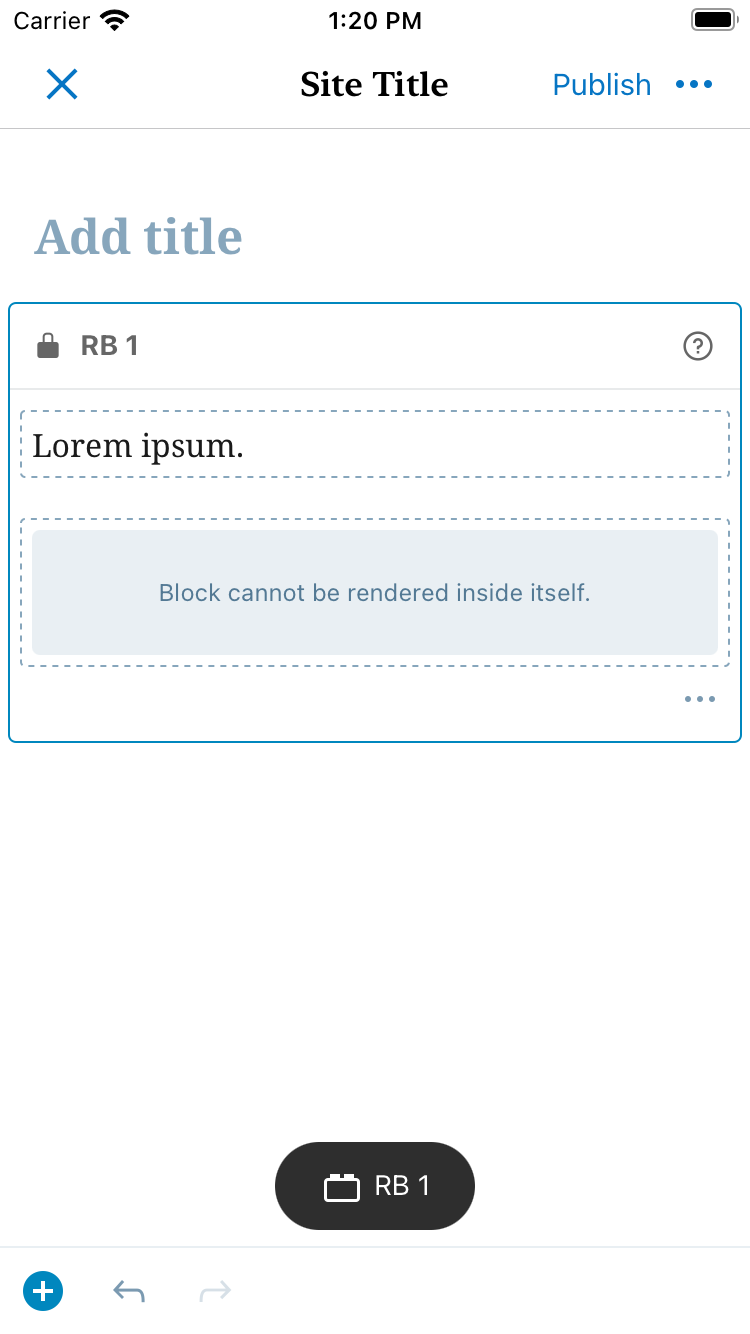 Carrier 1:20 PM
Site Title Publish
Add title
RB 1
Lorem ipsum.
Block cannot be rendered inside itself.
RB 1